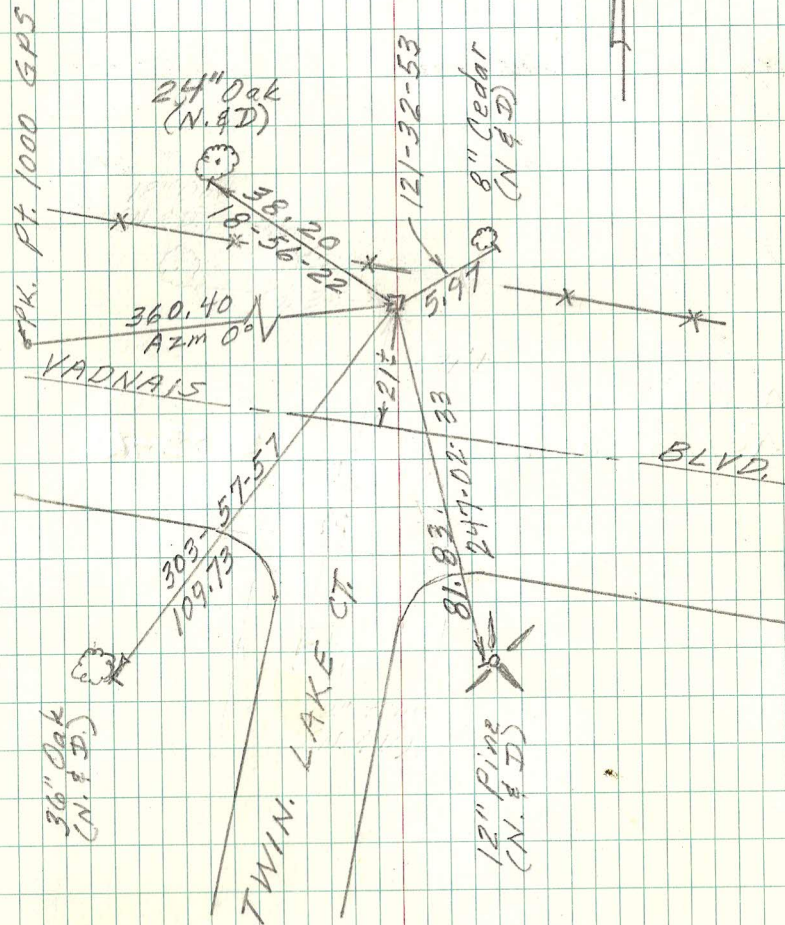 PK. Pt. 1000 GPS
24" Oak
(N. & D)
38.20
18-56-22
121-32-53
8" Cedar
(N & D)
5.97
360.40
Azm 0°
VADNAIS
21±
BLVD.
303-57-57
109.73
81.83'
247-02-33
TWIN. LAKE CT.
36" Oak
(N. & D.)
12" Pine
(N. & D)